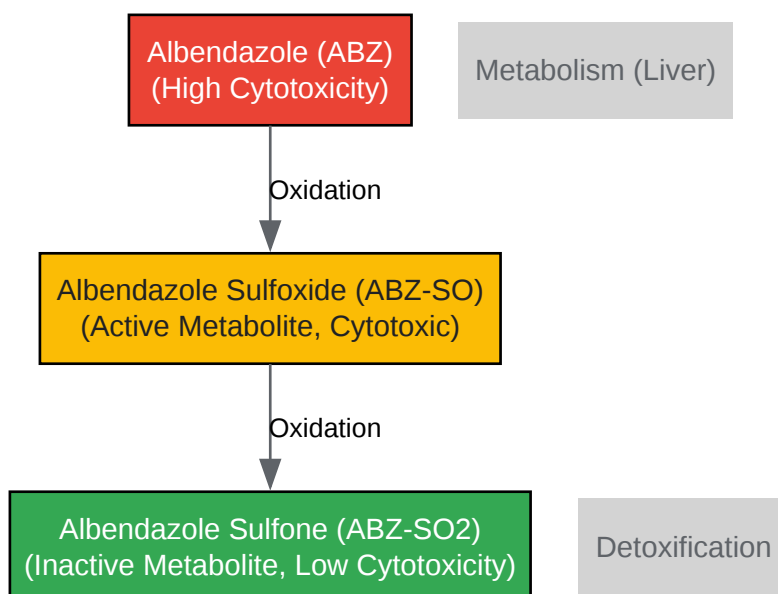 Albendazole (ABZ)
(High Cytotoxicity)
Metabolism (Liver)
Oxidation
Albendazole Sulfoxide (ABZ-SO)
(Active Metabolite, Cytotoxic)
Oxidation
Albendazole Sulfone (ABZ-SO2)
(Inactive Metabolite, Low Cytotoxicity)
Detoxification